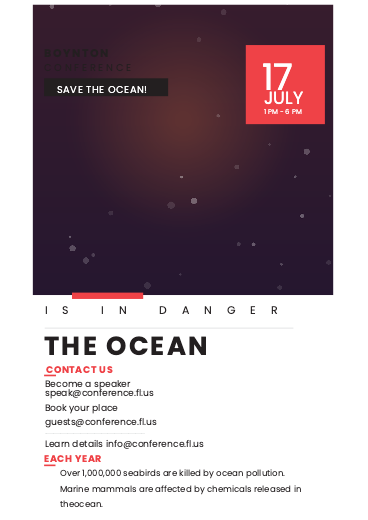 BOYNTON
CONFERENCE
SAVE THE OCEAN!
17
JULY
1 PM - 6 PM
IS IN DANGER
THE OCEAN
CONTACT US
Become a speaker
speak@conference.fl.us
Book your place
guests@conference.fl.us
Learn details info@conference.fl.us
EACH YEAR
Over 1,000,000 seabirds are killed by ocean pollution.
Marine mammals are affected by chemicals released in
theocean.